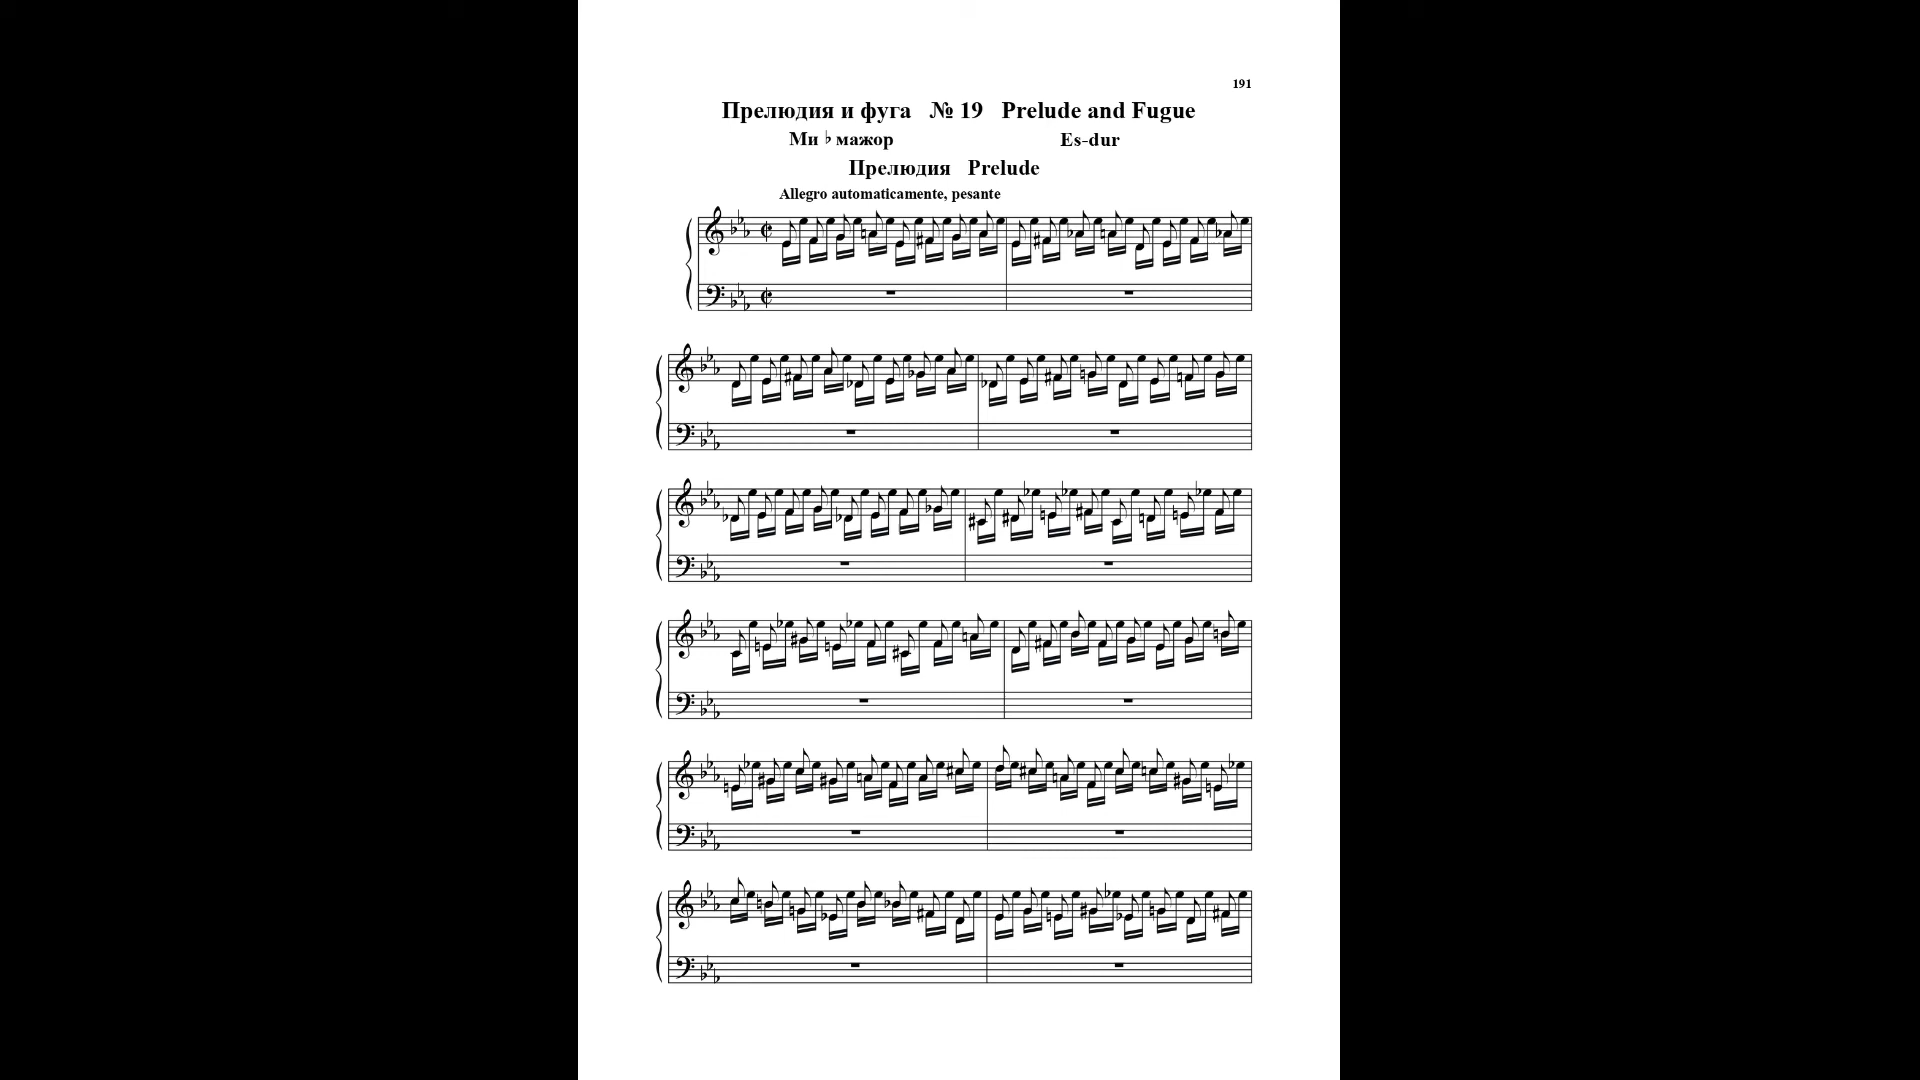 191
Прелюдия и фуга № 19 Prelude and Fugue
Ми ♭ мажор Es-dur
Прелюдия Prelude
Allegro automaticamente, pesante